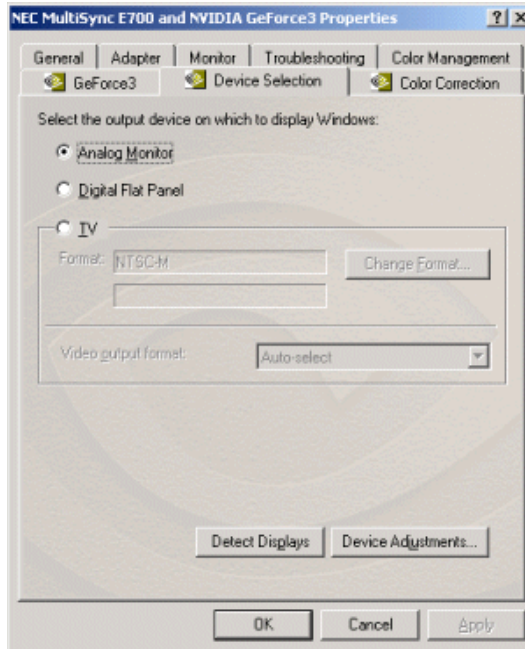 NEC MultiSync E700 and NVIDIA GeForce3 Properties
General Adapter Monitor Troubleshooting Color Management
GeForce3 Device Selection Color Correction
Select the output device on which to display Windows:
Analog Monitor
Digital Flat Panel
TV
Format: NTSC-M Change Format...
Video output format: Auto-select
Detect Displays Device Adjustments...
OK Cancel Apply